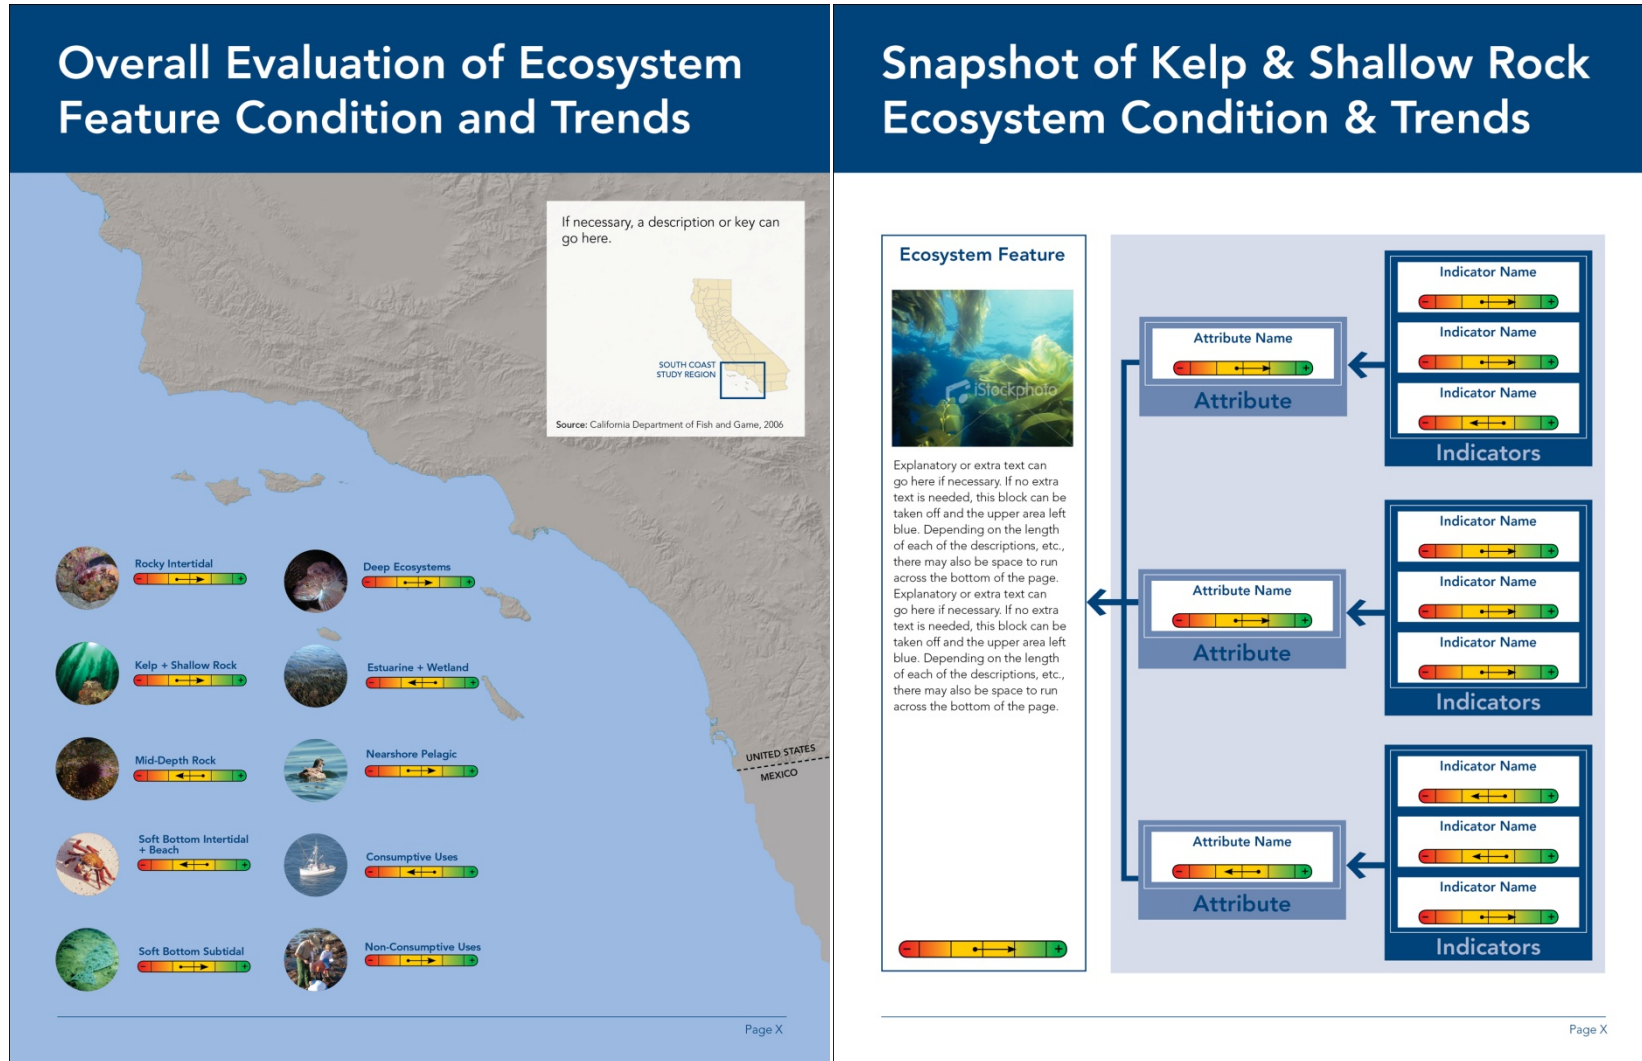 Overall Evaluation of Ecosystem
Feature Condition and Trends
If necessary, a description or key can
go here.
SOUTH COAST
STUDY REGION
Source: California Department of Fish and Game, 2006
Rocky Intertidal
- +
Deep Ecosystems
- +
Kelp + Shallow Rock
- +
Estuarine + Wetland
- +
Mid-Depth Rock
- +
Nearshore Pelagic
- +
Soft Bottom Intertidal
+ Beach
- +
Consumptive Uses
- +
Soft Bottom Subtidal
- +
Non-Consumptive Uses
- +
UNITED STATES
MEXICO
Page X
Snapshot of Kelp & Shallow Rock
Ecosystem Condition & Trends
Ecosystem Feature
iStockphoto
Explanatory or extra text can
go here if necessary. If no extra
text is needed, this block can be
taken off and the upper area left
blue. Depending on the length
of each of the descriptions, etc.,
there may also be space to run
across the bottom of the page.
Explanatory or extra text can
go here if necessary. If no extra
text is needed, this block can be
taken off and the upper area left
blue. Depending on the length
of each of the descriptions, etc.,
there may also be space to run
across the bottom of the page.
- +
Attribute Name
- +
Attribute
Indicator Name
- +
Indicator Name
- +
Indicator Name
- +
Indicators
Attribute Name
- +
Attribute
Indicator Name
- +
Indicator Name
- +
Indicator Name
- +
Indicators
Attribute Name
- +
Attribute
Indicator Name
- +
Indicator Name
- +
Indicator Name
- +
Indicators
Page X